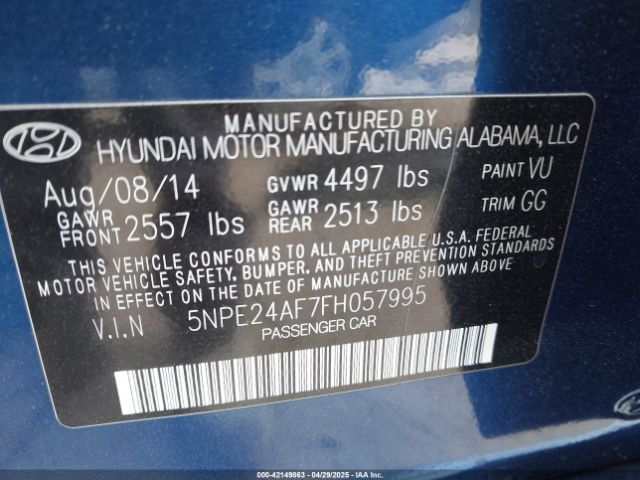 MANUFACTURED BY
HYUNDAI MOTOR MANUFACTURING ALABAMA, LLC
Aug/08/14 GVWR 4497 lbs PAINT VU
GAWR FRONT 2557 lbs GAWR REAR 2513 lbs TRIM GG
THIS VEHICLE CONFORMS TO ALL APPLICABLE U.S.A. FEDERAL
MOTOR VEHICLE SAFETY, BUMPER, AND THEFT PREVENTION STANDARDS
IN EFFECT ON THE DATE OF MANUFACTURE SHOWN ABOVE
V.I.N 5NPE24AF7FH057995
PASSENGER CAR
000-42149863 04/29/2025 - IAA Inc.